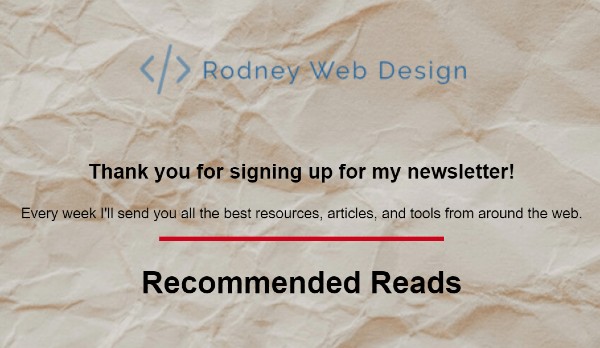 </> Rodney Web Design
Thank you for signing up for my newsletter!
Every week I'll send you all the best resources, articles, and tools from around the web.
Recommended Reads